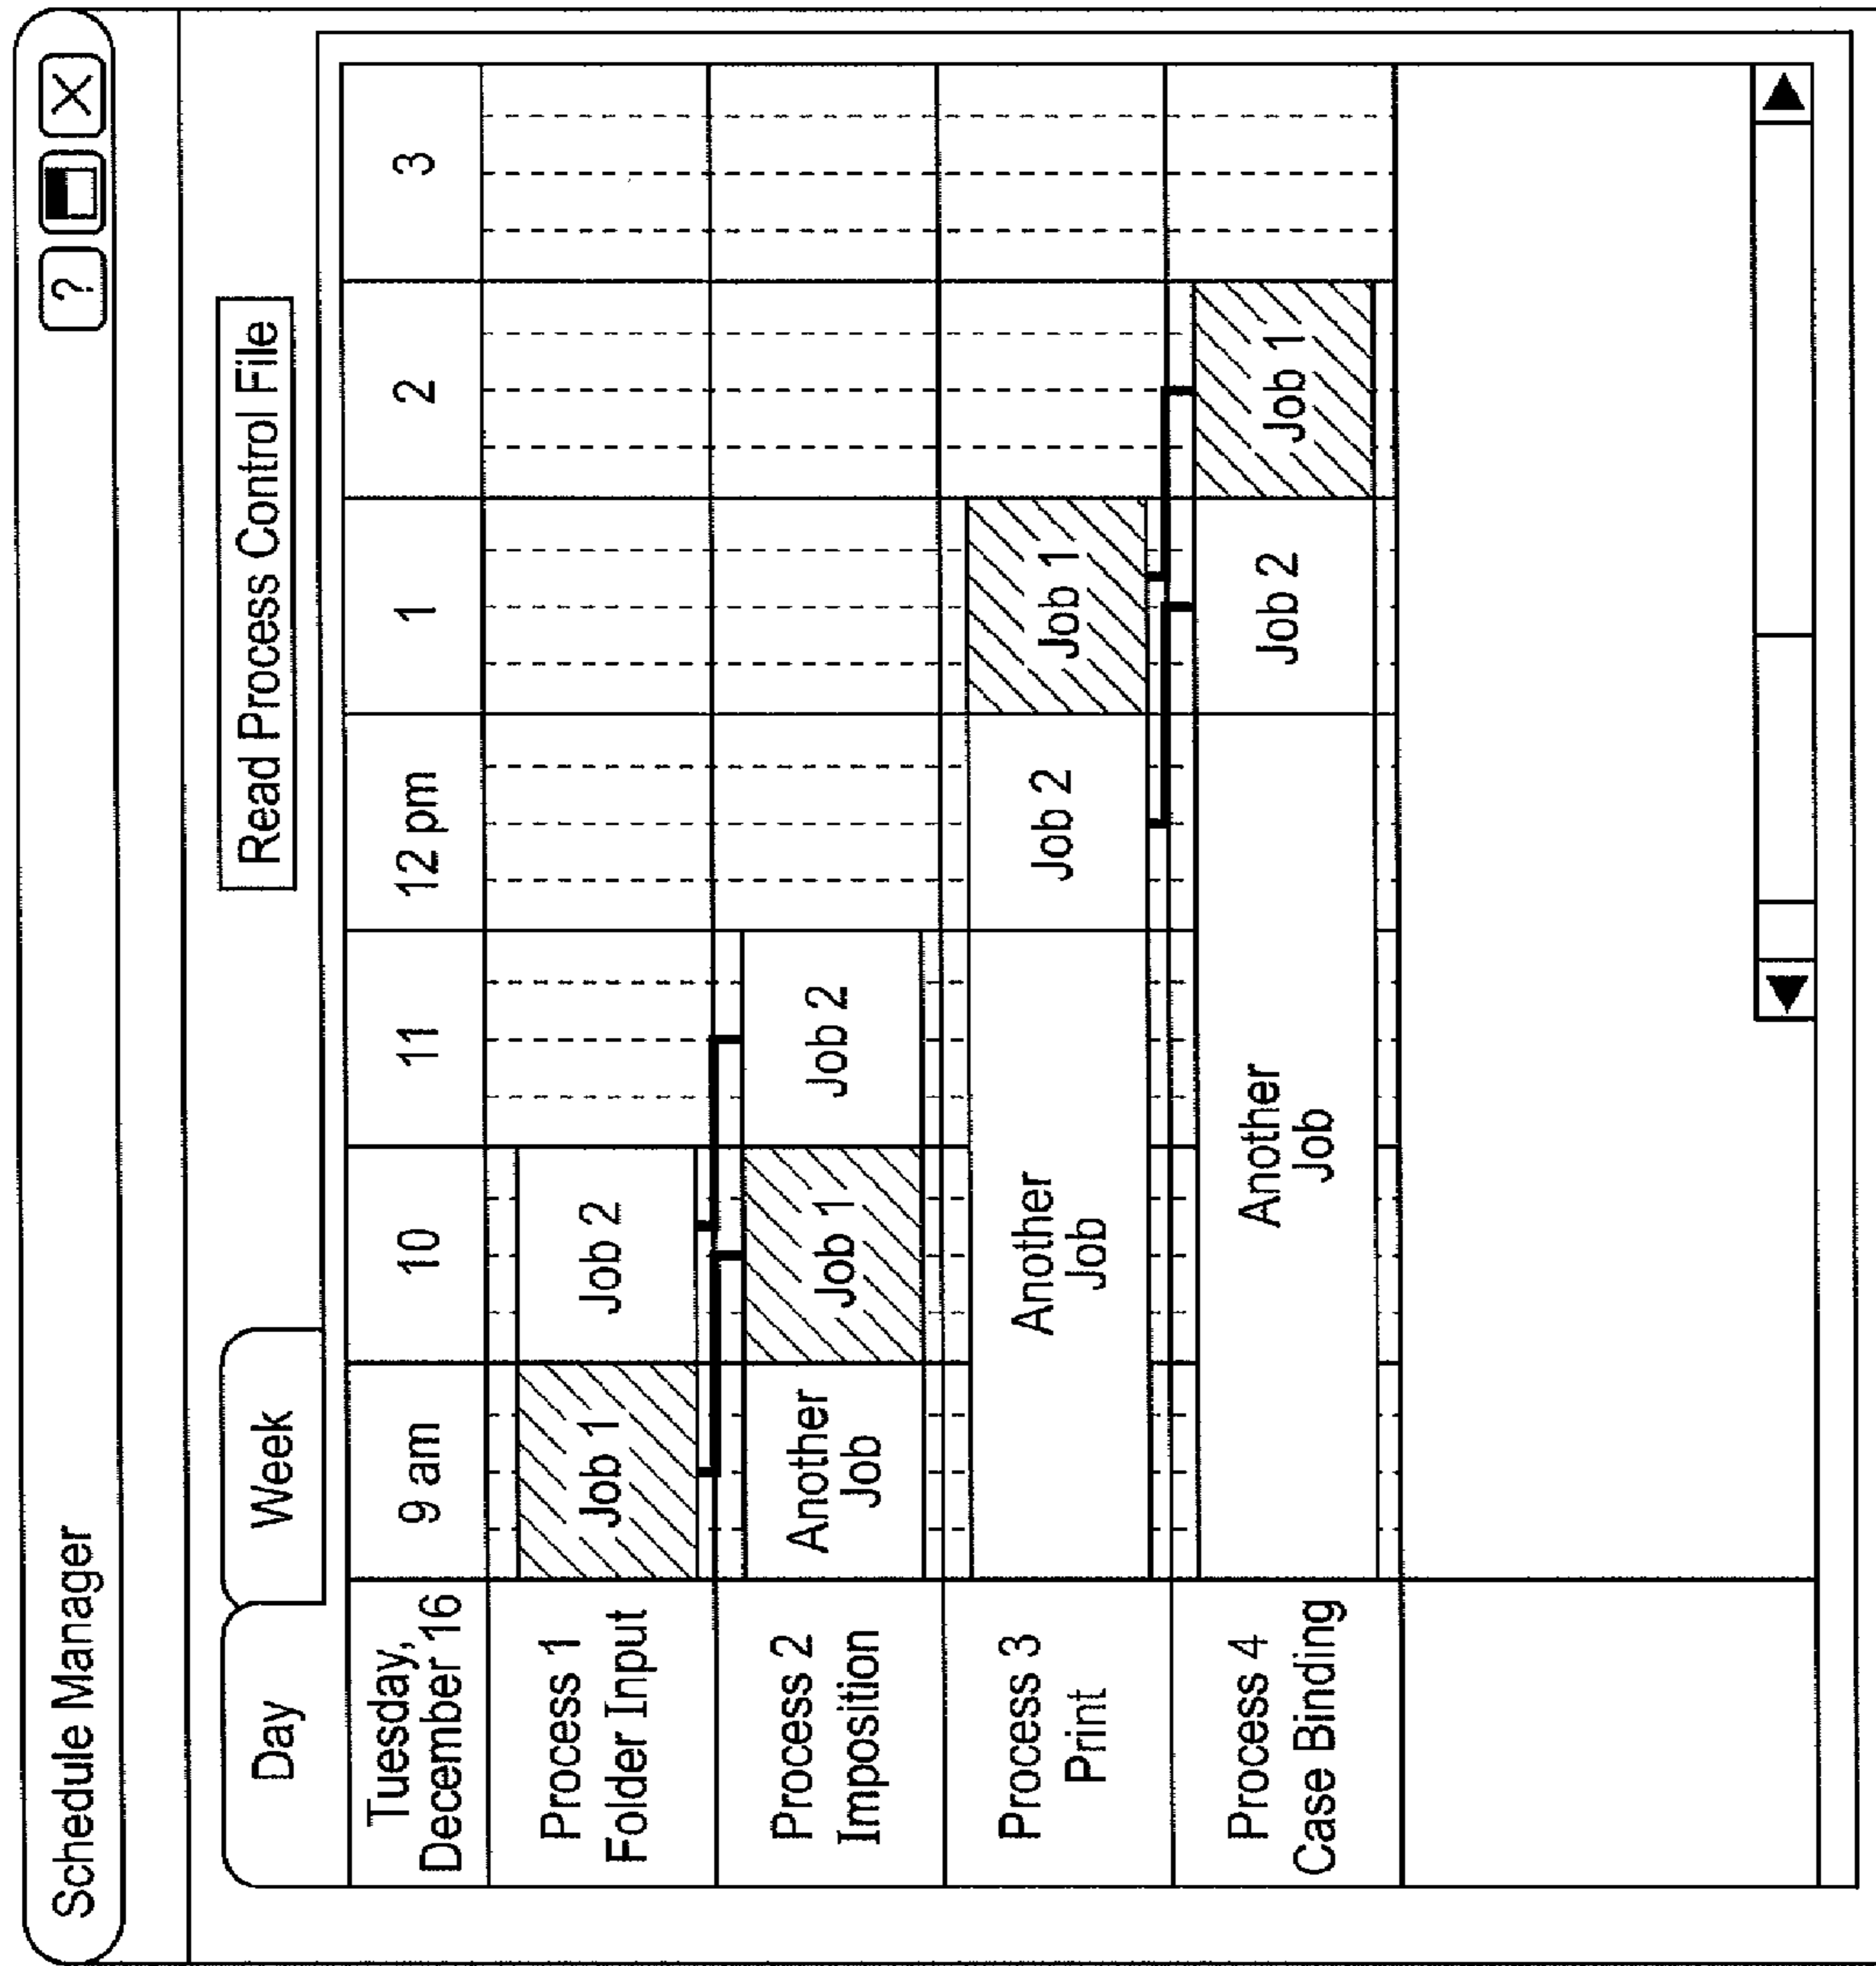 Schedule Manager
?
X
Day
Week
Read Process Control File
Tuesday,
December 16
9 am
10
11
12 pm
1
2
3
Process 1
Folder Input
Job 1
Job 2
Process 2
Imposition
Another
Job
Job 1
Job 2
Process 3
Print
Another
Job
Job 2
Job 1
Process 4
Case Binding
Another
Job
Job 2
Job 1